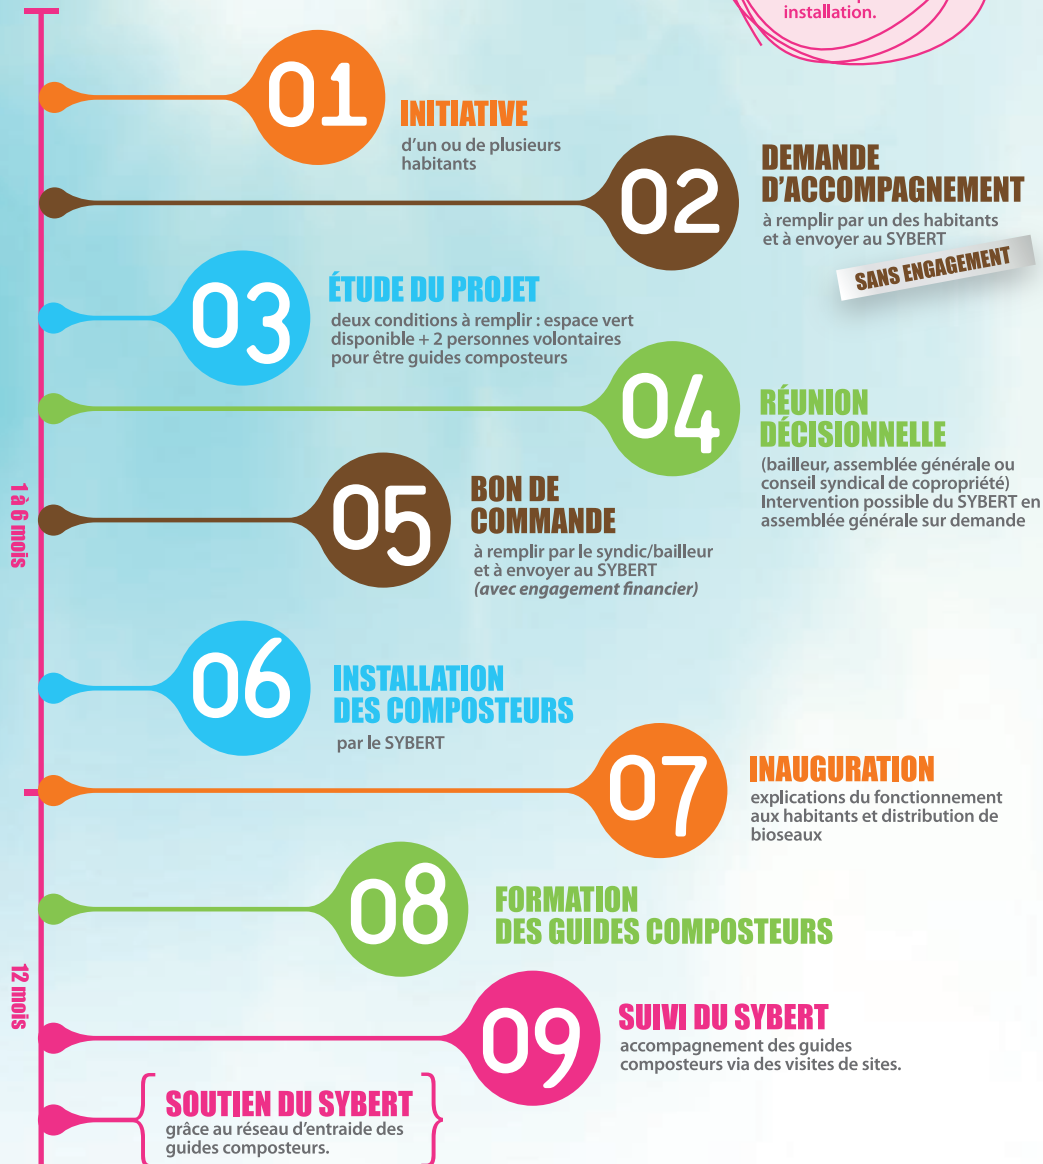 installation.
01
INITIATIVE
d'un ou de plusieurs
habitants
02
DEMANDE
D'ACCOMPAGNEMENT
à remplir par un des habitants
et à envoyer au SYBERT
SANS ENGAGEMENT
03
ÉTUDE DU PROJET
deux conditions à remplir : espace vert
disponible + 2 personnes volontaires
pour être guides composteurs
04
RÉUNION
DÉCISIONNELLE
(bailleur, assemblée générale ou
conseil syndical de copropriété)
Intervention possible du SYBERT en
assemblée générale sur demande
1 à 6 mois
05
BON DE
COMMANDE
à remplir par le syndic/bailleur
et à envoyer au SYBERT
(avec engagement financier)
06
INSTALLATION
DES COMPOSTEURS
par le SYBERT
07
INAUGURATION
explications du fonctionnement
aux habitants et distribution de
bioseaux
08
FORMATION
DES GUIDES COMPOSTEURS
12 mois
09
SUIVI DU SYBERT
accompagnement des guides
composteurs via des visites de sites.
SOUTIEN DU SYBERT
grâce au réseau d'entraide des
guides composteurs.